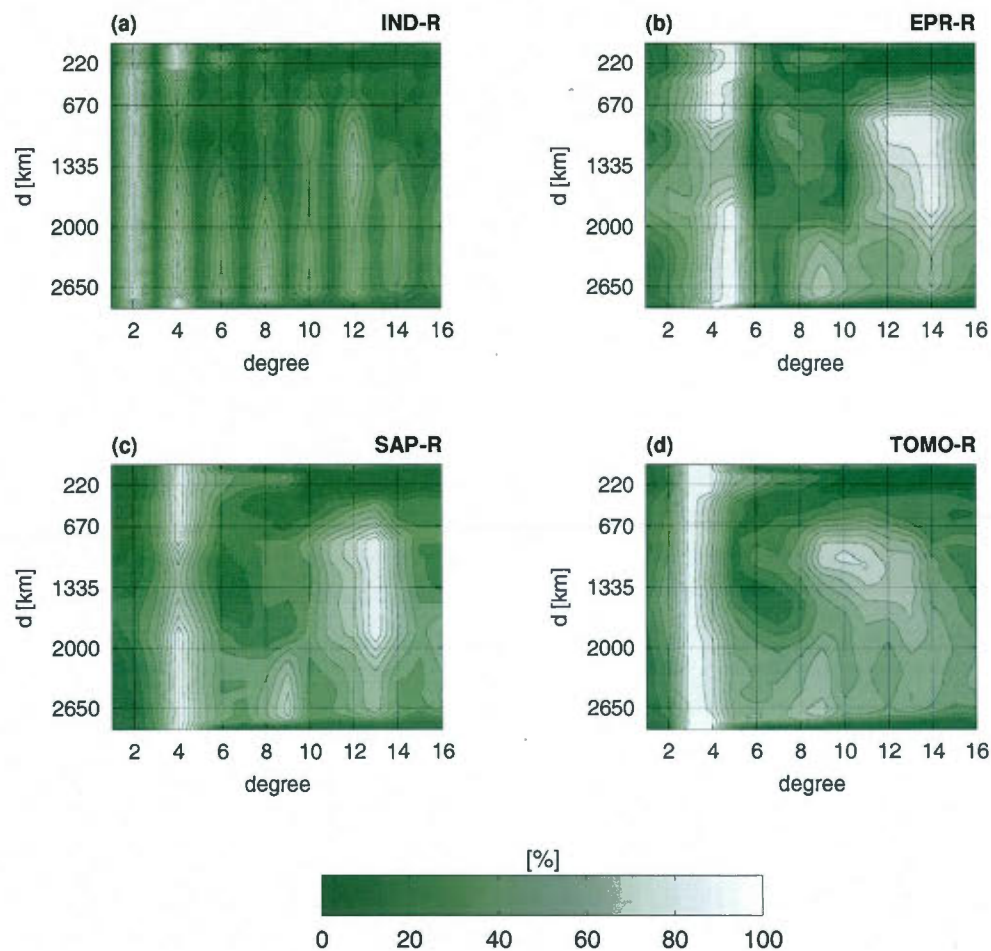 (a) IND-R
220
670
1335
2000
2650
d [km]
2 4 6 8 10 12 14 16
degree
(b) EPR-R
220
670
1335
2000
2650
d [km]
2 4 6 8 10 12 14 16
degree
(c) SAP-R
220
670
1335
2000
2650
d [km]
2 4 6 8 10 12 14 16
degree
(d) TOMO-R
220
670
1335
2000
2650
d [km]
2 4 6 8 10 12 14 16
degree
[%]
0 20 40 60 80 100